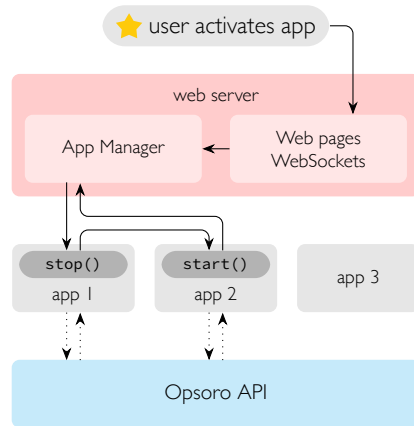 user activates app
web server
App Manager
Web pages
WebSockets
stop()
start()
app 1
app 2
app 3
Opsoro API